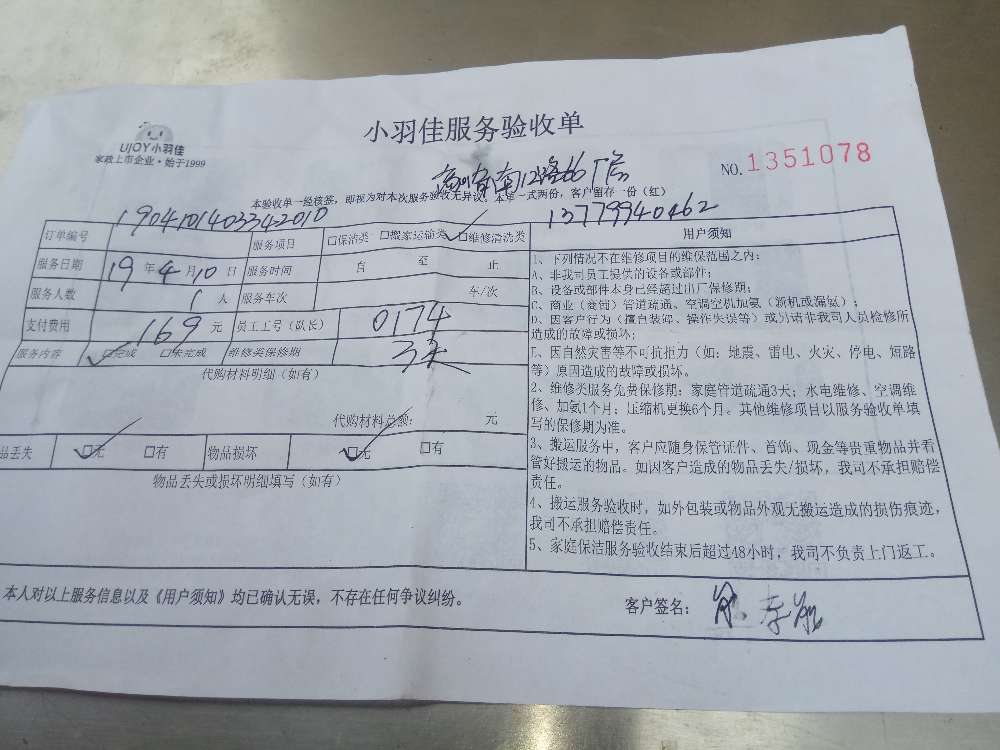 小羽佳服务验收单
UJOY小羽佳
家政上市企业·始于1999
NO.1351078
南12路66
本验收单一经核签，即视为对本次服务验收无异议，本单一式两份，客户留存一份（红）
订单编号 1904101403342010 服务项目 □保洁类 □搬家运输类 □维修清洗类
13779940462
服务日期 19年4月10日 服务时间 自 至 止
服务人数 1人 服务车次 车/次
支付费用 169元 员工工号（队长） 0174
服务内容 □完成 □未完成 维修类保修期 3天
代购材料明细（如有）
代购材料总额： 元
品丢失 □无 □有 物品损坏 □无 □有
物品丢失或损坏明细填写（如有）
用户须知
1、下列情况不在维修项目的维保范围之内：
A、非我司员工提供的设备或部件；
B、设备或部件本身已经超过出厂保修期；
C、商业（商铺）管道疏通、空调空机加氨（新机或漏氨）；
D、因客户行为（擅自装卸、操作失误等）或另请非我司人员检修所
造成的故障或损坏；
E、因自然灾害等不可抗拒力（如：地震、雷电、火灾、停电、短路
等）原因造成的故障或损坏。
2、维修类服务免费保修期：家庭管道疏通3天；水电维修、空调维
修、加氨1个月；压缩机更换6个月。其他维修项目以服务验收单填
写的保修期为准。
3、搬运服务中，客户应随身保管证件、首饰、现金等贵重物品并看
管好搬运的物品。如因客户造成的物品丢失/损坏，我司不承担赔偿
责任。
4、搬运服务验收时，如外包装或物品外观无搬运造成的损伤痕迹，
我司不承担赔偿责任。
5、家庭保洁服务验收结束后超过48小时，我司不负责上门返工。
本人对以上服务信息以及《用户须知》均已确认无误，不存在任何争议纠纷。
客户签名：